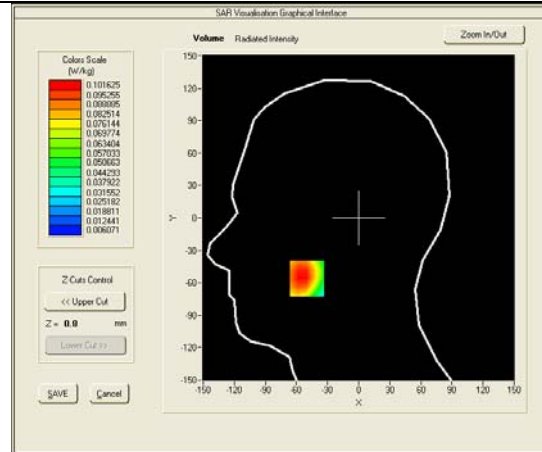 SAR Visualisation Graphical Interface
Volume Radiated Intensity
Zoom In/Out
Colors Scale
(W/kg)
0.101625
0.095255
0.088885
0.082514
0.076144
0.069774
0.063404
0.057033
0.050663
0.044293
0.037922
0.031552
0.025182
0.018811
0.012441
0.006071
Z Cuts Control
<< Upper Cut
Z = 0.0 mm
Lower Cut >>
SAVE Cancel
150-
120-
90-
60-
30-
0-
-30-
-60-
-90-
-120-
-150-
Y
-150 -120 -90 -60 -30 0 30 60 90 120 150
X